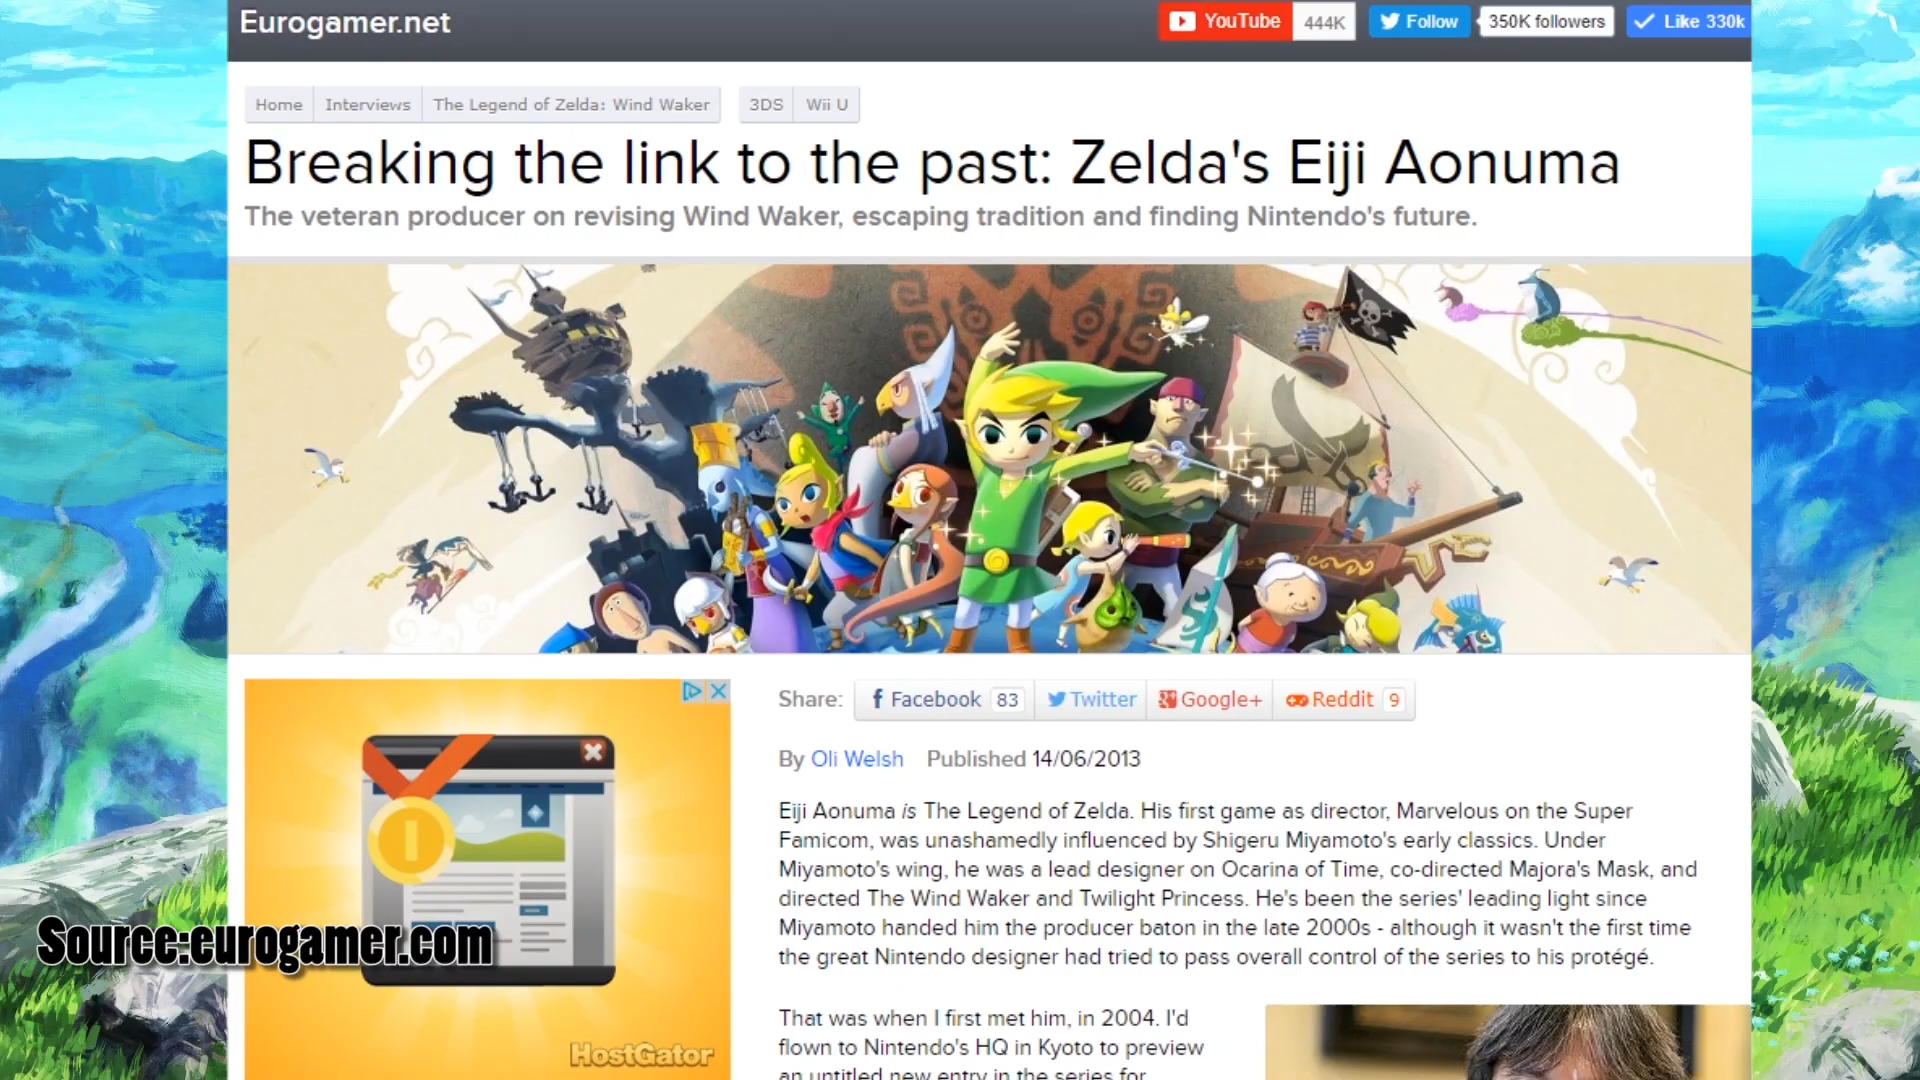 Eurogamer.net
YouTube 444K
Follow 350K followers
Like 330k
Home Interviews The Legend of Zelda: Wind Waker 3DS Wii U
Breaking the link to the past: Zelda's Eiji Aonuma
The veteran producer on revising Wind Waker, escaping tradition and finding Nintendo's future.
Share: Facebook 83 Twitter Google+ Reddit 9
By Oli Welsh Published 14/06/2013
Eiji Aonuma is The Legend of Zelda. His first game as director, Marvelous on the Super
Famicom, was unashamedly influenced by Shigeru Miyamoto's early classics. Under
Miyamoto's wing, he was a lead designer on Ocarina of Time, co-directed Majora's Mask, and
directed The Wind Waker and Twilight Princess. He's been the series' leading light since
Miyamoto handed him the producer baton in the late 2000s - although it wasn't the first time
the great Nintendo designer had tried to pass overall control of the series to his protégé.
That was when I first met him, in 2004. I'd
flown to Nintendo's HQ in Kyoto to preview
an untitled new entry in the series for
Source:eurogamer.com
HostGator